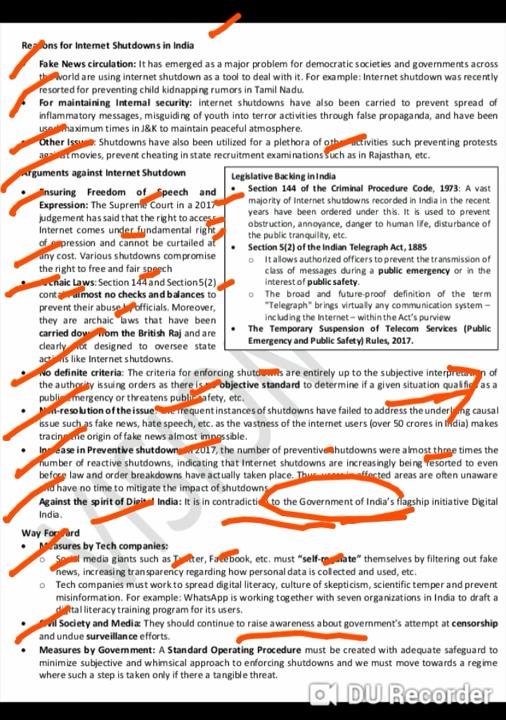 Reasons for Internet Shutdowns in India
Fake News circulation: It has emerged as a major problem for democratic societies and governments across
the world are using internet shutdown as a tool to deal with it. For example: Internet shutdown was recently
resorted for preventing child kidnapping rumors in Tamil Nadu.
• For maintaining Internal security: internet shutdowns have also been carried to prevent spread of
inflammatory messages, misguiding of youth into terror activities through false propaganda, and have been
used maximum times in J&K to maintain peaceful atmosphere.
• Other Issues: Shutdowns have also been utilized for a plethora of other activities such preventing protests
against movies, prevent cheating in state recruitment examinations such as in Rajasthan, etc.
Arguments against Internet Shutdown
• Ensuring Freedom of Speech and
Expression: The Supreme Court in a 2017
judgement has said that the right to access
Internet comes under fundamental right
of expression and cannot be curtailed at
any cost. Various shutdowns compromise
the right to free and fair speech
• Archaic Laws: Section 144 and Section 5(2)
contain almost no checks and balances to
prevent their abuse by officials. Moreover,
they are archaic laws that have been
carried down from the British Raj and are
clearly not designed to oversee state
actions like Internet shutdowns.
Legislative Backing in India
• Section 144 of the Criminal Procedure Code, 1973: A vast
majority of Internet shutdowns recorded in India in the recent
years have been ordered under this. It is used to prevent
obstruction, annoyance, danger to human life, disturbance of
the public tranquility, etc.
• Section 5(2) of the Indian Telegraph Act, 1885
o It allows authorized officers to prevent the transmission of
class of messages during a public emergency or in the
interest of public safety.
o The broad and future-proof definition of the term
"Telegraph" brings virtually any communication system –
including the Internet – within the Act's purview
• The Temporary Suspension of Telecom Services (Public
Emergency and Public Safety) Rules, 2017.
• No definite criteria: The criteria for enforcing shutdowns are entirely up to the subjective interpretation of
the authority issuing orders as there is no objective standard to determine if a given situation qualifies as a
public emergency or threatens public safety, etc.
• Non-resolution of the issue: The frequent instances of shutdowns have failed to address the underlying causal
issue such as fake news, hate speech, etc. as the vastness of the internet users (over 50 crores in India) makes
tracing the origin of fake news almost impossible.
• Increase in Preventive shutdowns: In 2017, the number of preventive shutdowns were almost three times the
number of reactive shutdowns, indicating that Internet shutdowns are increasingly being resorted to even
before law and order breakdowns have actually taken place. Thus, users in affected areas are often unaware
and have no time to mitigate the impact of shutdowns
Against the spirit of Digital India: It is in contradiction to the Government of India's flagship initiative Digital
India.
Way Forward
• Measures by Tech companies:
o Social media giants such as Twitter, Facebook, etc. must "self-regulate" themselves by filtering out fake
news, increasing transparency regarding how personal data is collected and used, etc.
o Tech companies must work to spread digital literacy, culture of skepticism, scientific temper and prevent
misinformation. For example: WhatsApp is working together with seven organizations in India to draft a
digital literacy training program for its users.
• Civil Society and Media: They should continue to raise awareness about government's attempt at censorship
and undue surveillance efforts.
• Measures by Government: A Standard Operating Procedure must be created with adequate safeguard to
minimize subjective and whimsical approach to enforcing shutdowns and we must move towards a regime
where such a step is taken only if there a tangible threat.
DU Recorder